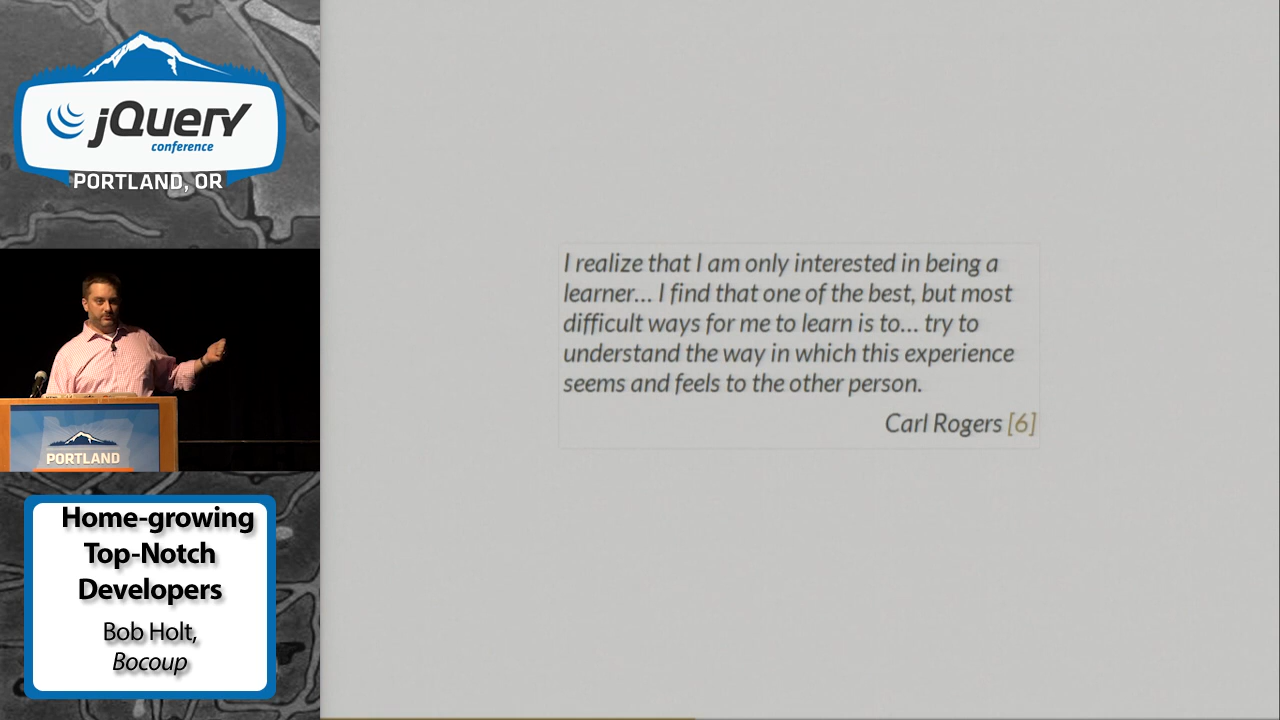 jQuery
conference
PORTLAND, OR
PORTLAND
Home-growing
Top-Notch
Developers
Bob Holt,
Bocoup
I realize that I am only interested in being a
learner... I find that one of the best, but most
difficult ways for me to learn is to... try to
understand the way in which this experience
seems and feels to the other person.
Carl Rogers [6]